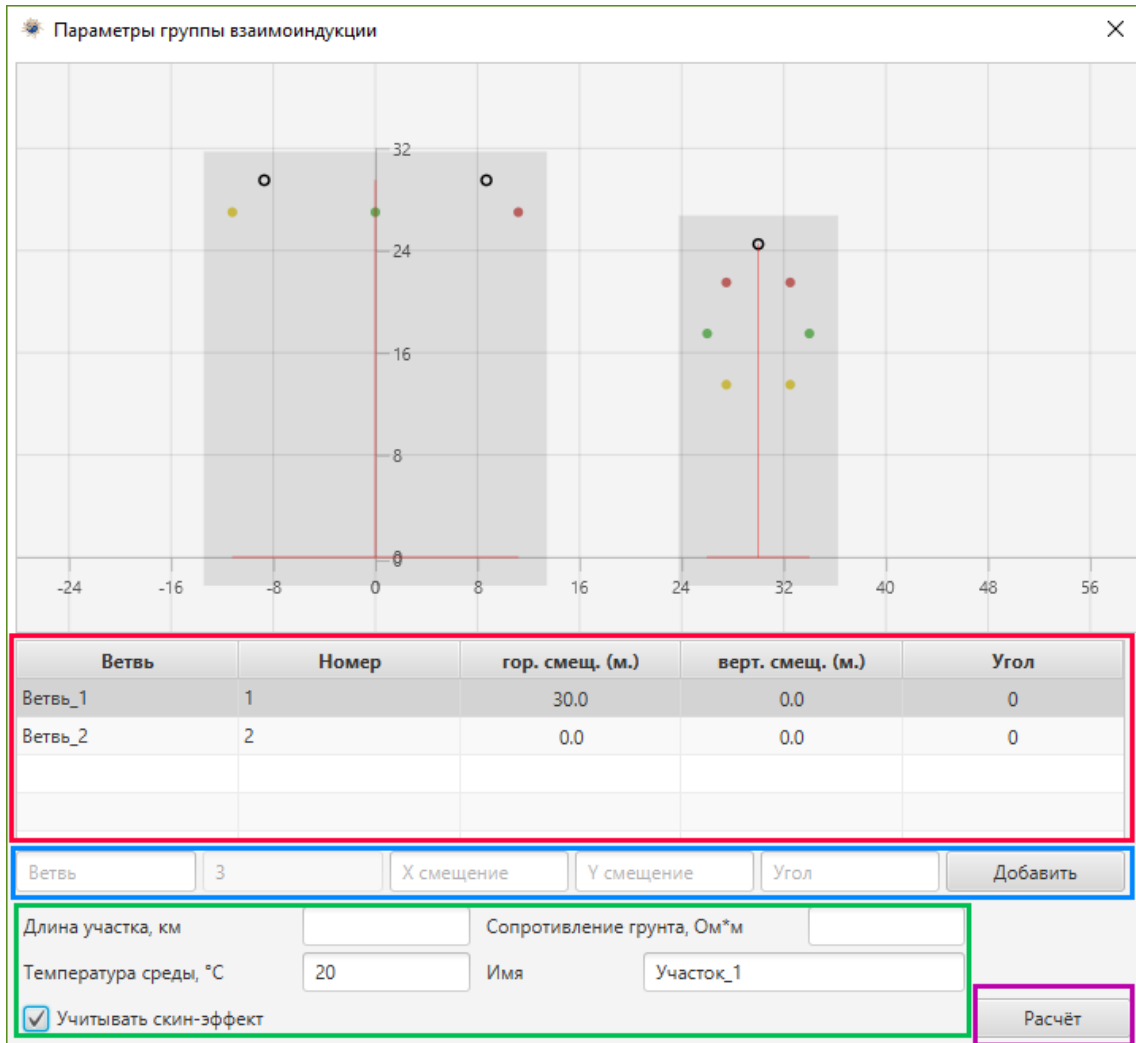 Параметры группы взаимоиндукции
32
24
16
8
0
-24 -16 -8 0 8 16 24 32 40 48 56
Ветвь Номер гор. смещ. (м.) верт. смещ. (м.) Угол
Ветвь_1 1 30.0 0.0 0
Ветвь_2 2 0.0 0.0 0
Ветвь 3 X смещение Y смещение Угол Добавить
Длина участка, км Сопротивление грунта, Ом*м
Температура среды, °C 20 Имя Участок_1
Учитывать скин-эффект Расчёт